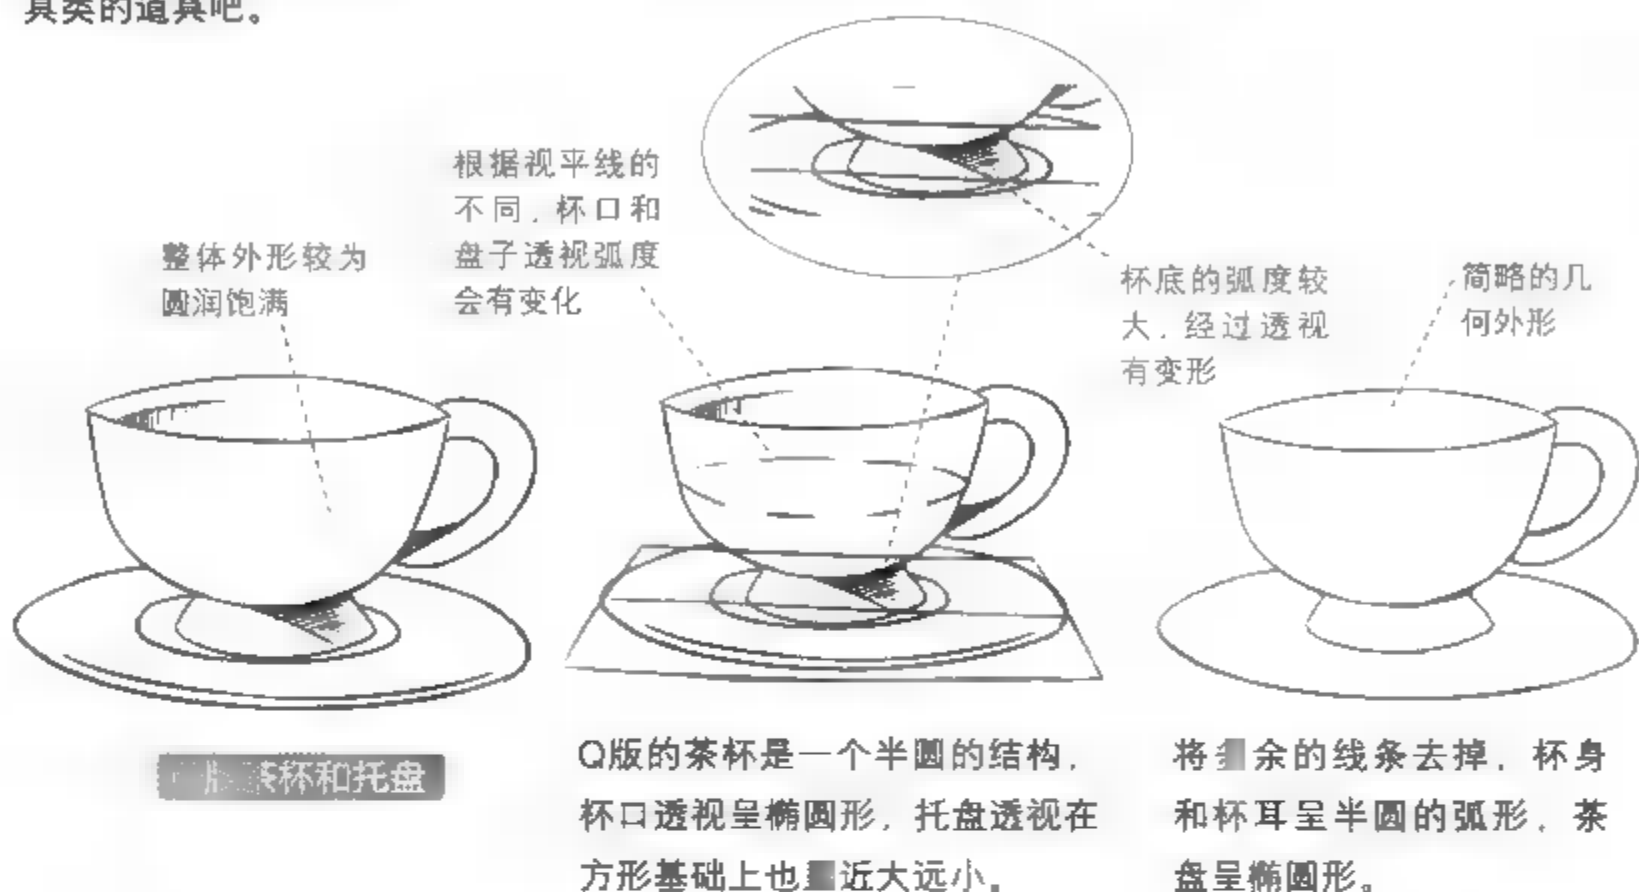 具类的道具吧。
整体外形较为
圆润饱满
根据视平线的
不同，杯口和
盘子透视弧度
会有变化
杯底的弧度较
大，经过透视
有变形
简略的几
何外形
版茶杯和托盘
Q版的茶杯是一个半圆的结构，
杯口透视呈椭圆形，托盘透视在
方形基础上也近大远小。
将余的线条去掉，杯身
和杯耳呈半圆的弧形，茶
盘呈椭圆形。